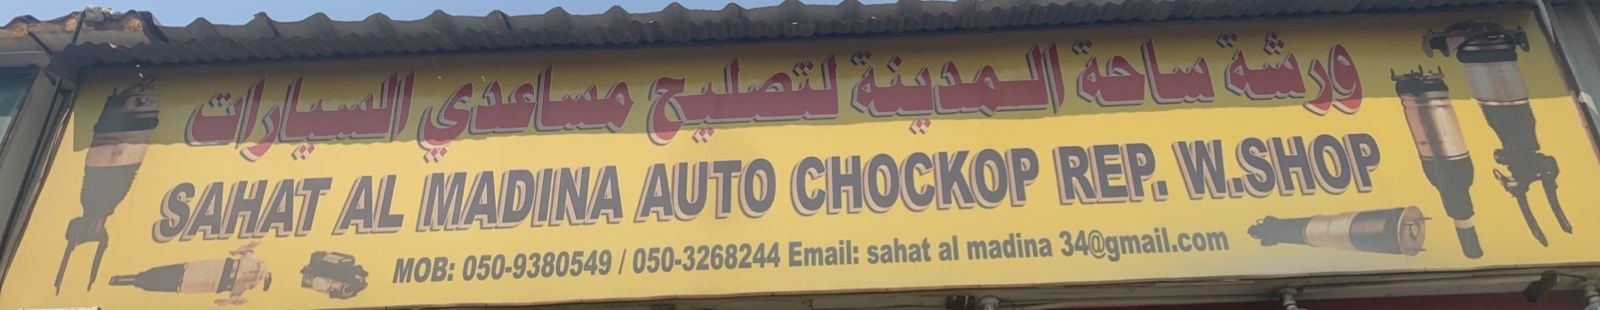 ورشة ساحة المدينة لتصليح مساعدي السيارات
SAHAT AL MADINA AUTO CHOCKOP REP. W.SHOP
MOB: 050-9380549 / 050-3268244 Email: sahat al madina 34@gmail.com